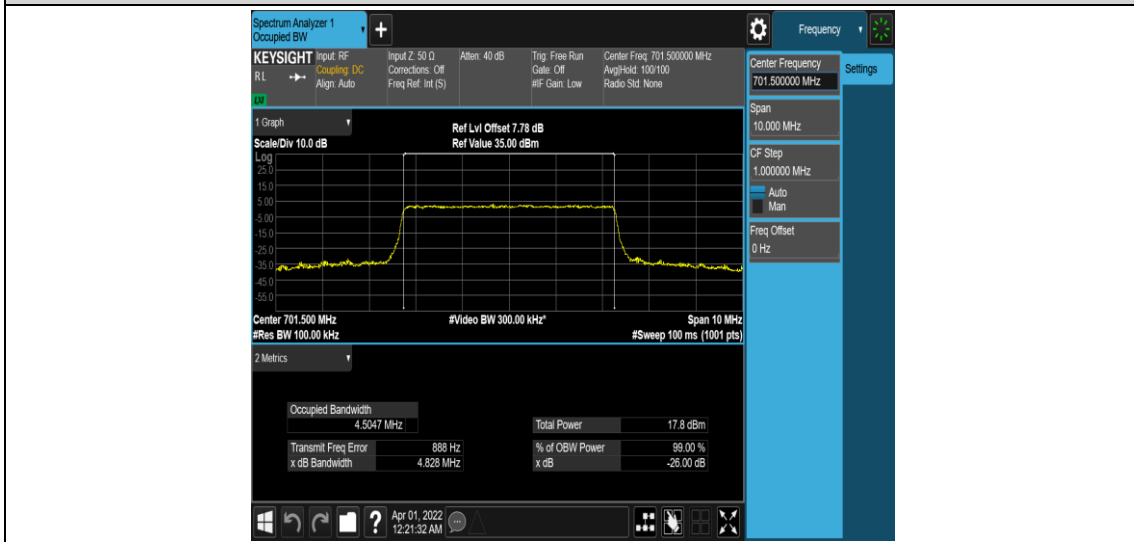 Spectrum Analyzer 1
Occupied BW
+
Frequency
KEYSIGHT
RL
LXI
Input: RF
Coupling: DC
Align: Auto
Input Z: 50 Ω
Corrections: Off
Freq Ref: Int (S)
Atten: 40 dB
Trig: Free Run
Gate: Off
#IF Gain: Low
Center Freq: 701.500000 MHz
Avg|Hold: 100/100
Radio Std: None
Center Frequency
701.500000 MHz
Settings
Span
10.000 MHz
CF Step
1.000000 MHz
Auto
Man
Freq Offset
0 Hz
1 Graph
Scale/Div 10.0 dB
Ref Lvl Offset 7.78 dB
Ref Value 35.00 dBm
Log
25.0
15.0
5.00
-5.00
-15.0
-25.0
-35.0
-45.0
-55.0
Center 701.500 MHz
#Video BW 300.00 kHz*
Span 10 MHz
#Res BW 100.00 kHz
#Sweep 100 ms (1001 pts)
2 Metrics
Occupied Bandwidth
4.5047 MHz
Total Power 17.8 dBm
Transmit Freq Error 888 Hz
% of OBW Power 99.00 %
x dB Bandwidth 4.828 MHz
x dB -26.00 dB
?
Apr 01, 2022
12:21:32 AM